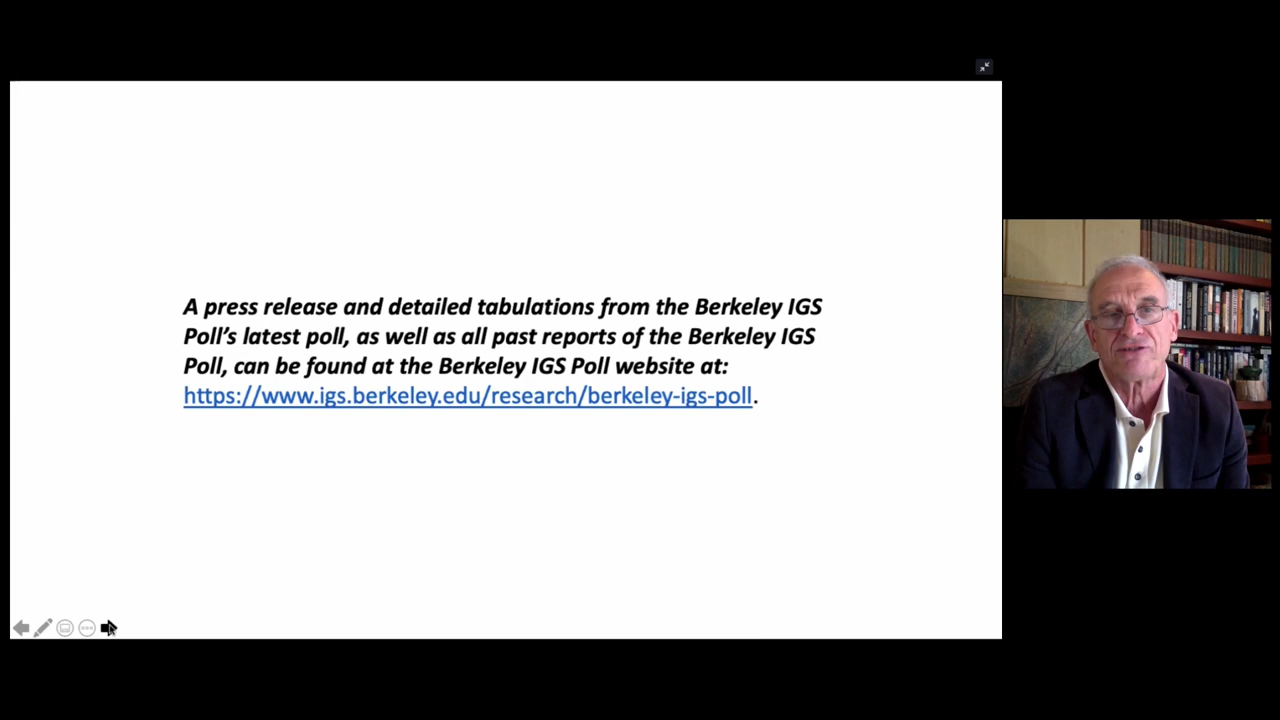 A press release and detailed tabulations from the Berkeley IGS
Poll’s latest poll, as well as all past reports of the Berkeley IGS
Poll, can be found at the Berkeley IGS Poll website at:
https://www.igs.berkeley.edu/research/berkeley-igs-poll.